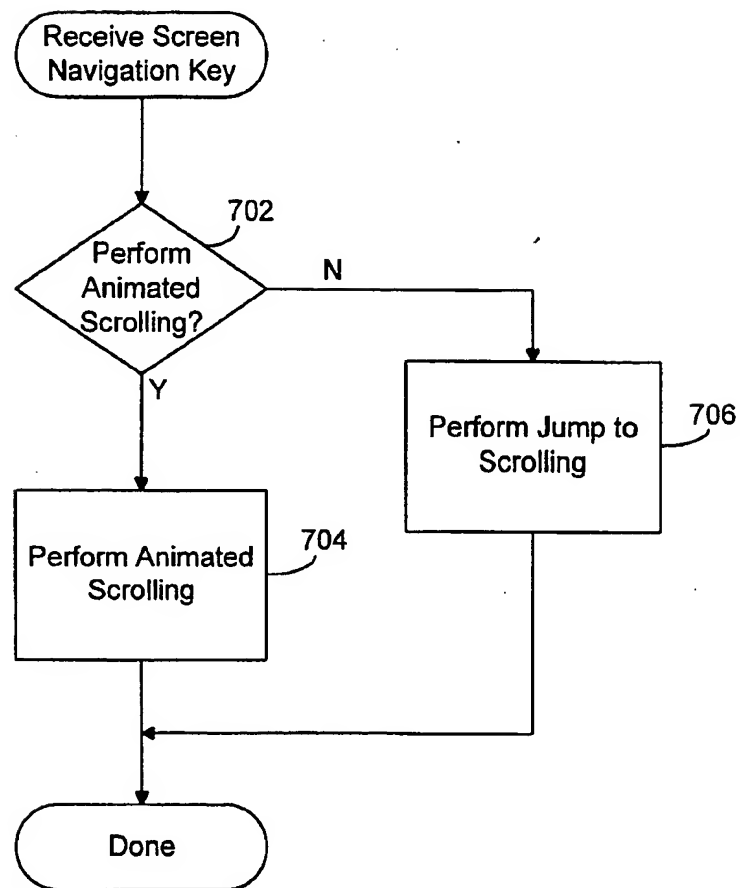 Receive Screen
Navigation Key
702
Perform
Animated
Scrolling?
N
Y
Perform Jump to
Scrolling
706
Perform Animated
Scrolling
704
Done